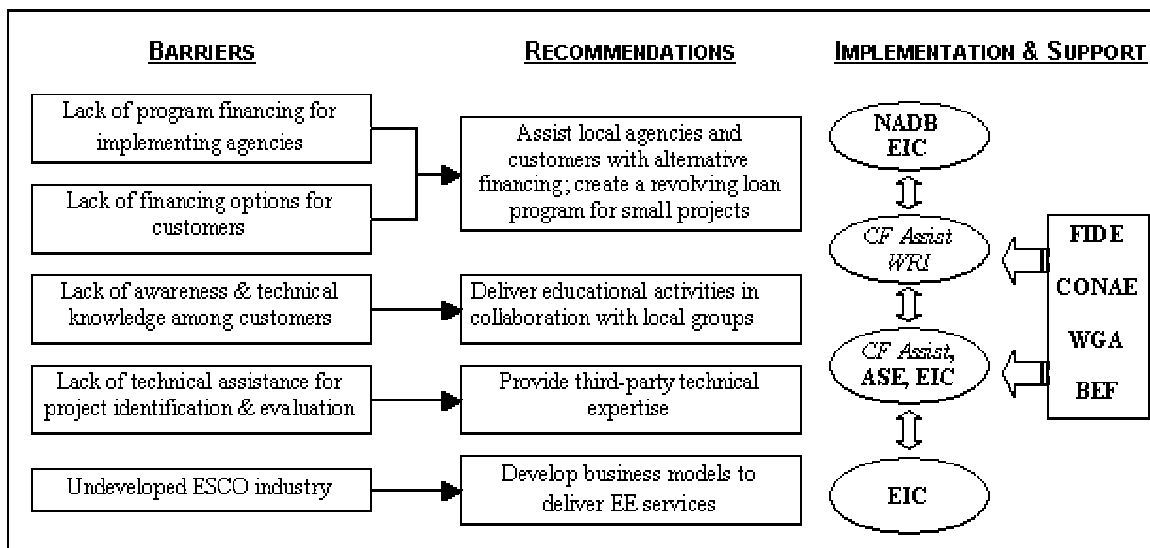 BARRIERS
Lack of program financing for
implementing agencies
Lack of financing options for
customers
Lack of awareness & technical
knowledge among customers
Lack of technical assistance for
project identification & evaluation
Undeveloped ESCO industry
RECOMMENDATIONS
Assist local agencies and
customers with alternative
financing; create a revolving loan
program for small projects
Deliver educational activities in
collaboration with local groups
Provide third-party technical
expertise
Develop business models to
deliver EE services
IMPLEMENTATION & SUPPORT
NADB
EIC
CF Assist
WRI
CF Assist,
ASE, EIC
EIC
FIDE
CONAE
WGA
BEF